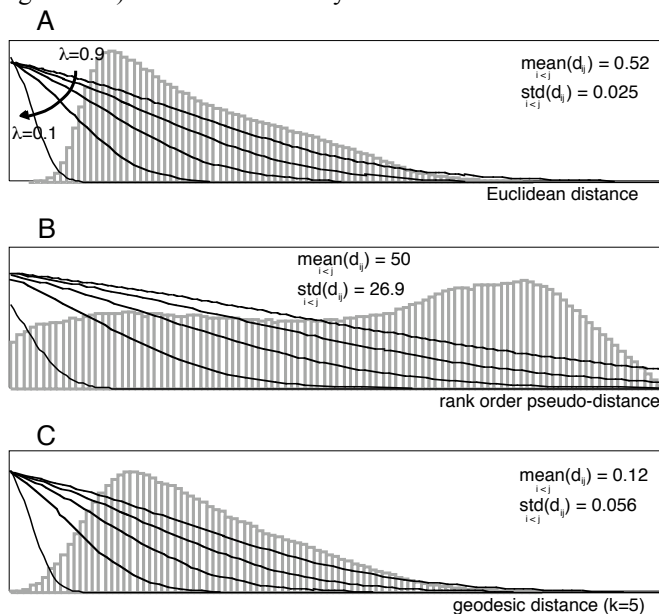 A
λ=0.9
λ=0.1
mean(dij) = 0.52
i < j
std(dij) = 0.025
i < j
Euclidean distance
B
mean(dij) = 50
i < j
std(dij) = 26.9
i < j
rank order pseudo-distance
C
mean(dij) = 0.12
i < j
std(dij) = 0.056
i < j
geodesic distance (k=5)